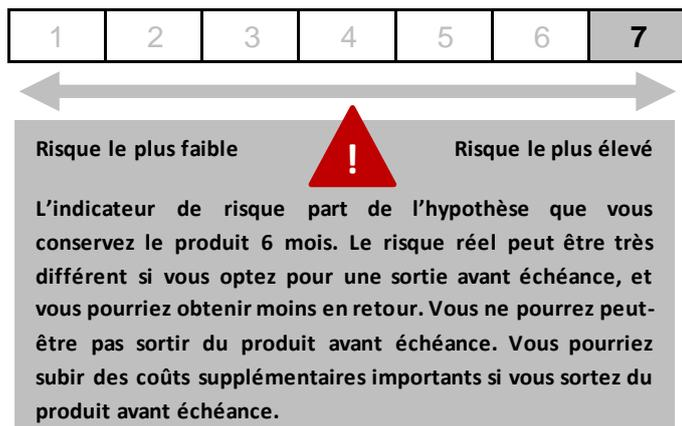 1 2 3 4 5 6 7
!
Risque le plus faible Risque le plus élevé
L’indicateur de risque part de l’hypothèse que vous
conservez le produit 6 mois. Le risque réel peut être très
différent si vous optez pour une sortie avant échéance, et
vous pourriez obtenir moins en retour. Vous ne pourrez peut-
être pas sortir du produit avant échéance. Vous pourriez
subir des coûts supplémentaires importants si vous sortez du
produit avant échéance.